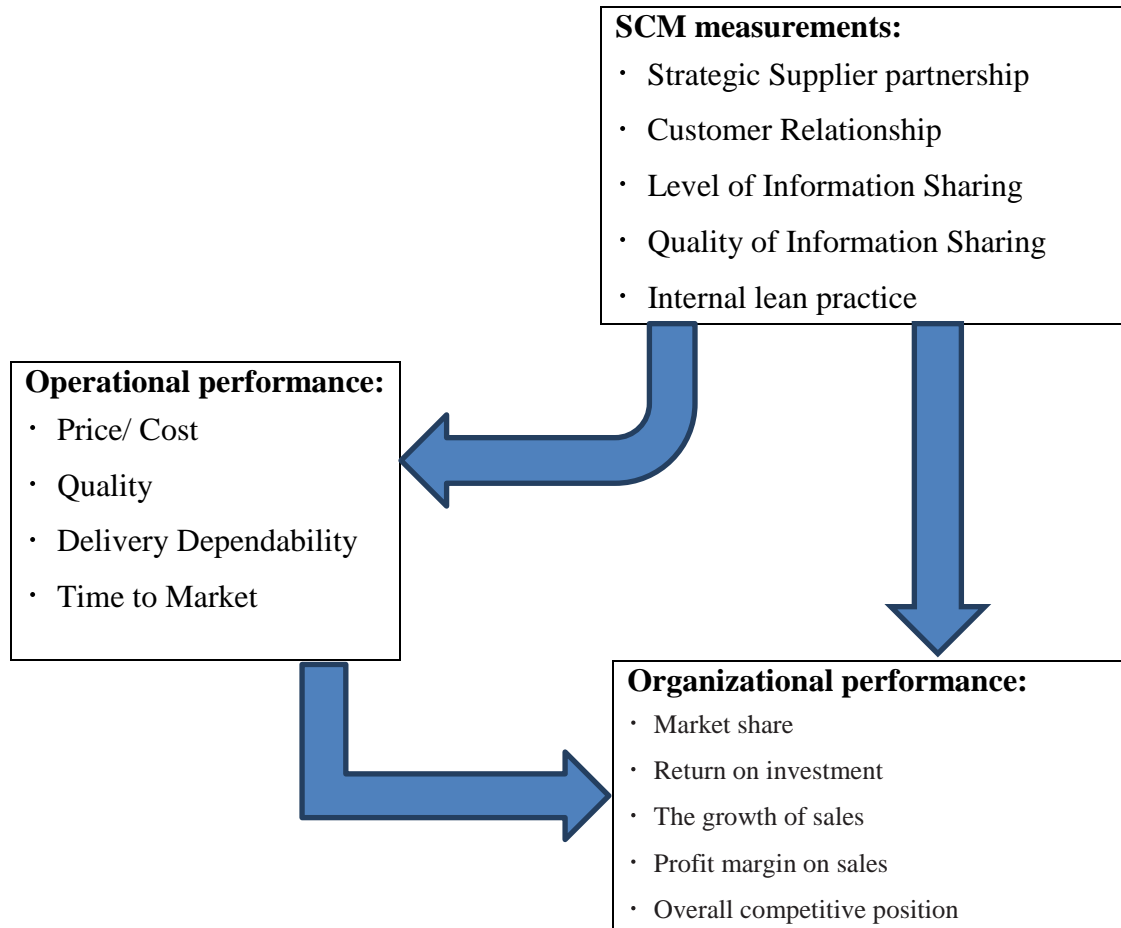 SCM measurements:
· Strategic Supplier partnership
· Customer Relationship
· Level of Information Sharing
· Quality of Information Sharing
· Internal lean practice
Operational performance:
· Price/ Cost
· Quality
· Delivery Dependability
· Time to Market
Organizational performance:
· Market share
· Return on investment
· The growth of sales
· Profit margin on sales
· Overall competitive position